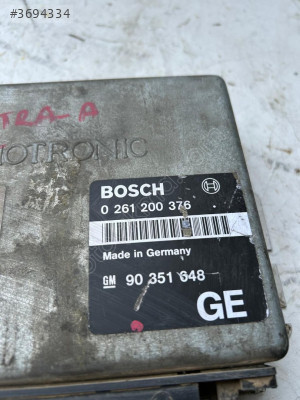 #3694334
TRA-A
OTRONIC
BOSCH
0 261 200 376
Made in Germany
GM 90 351 648
GE